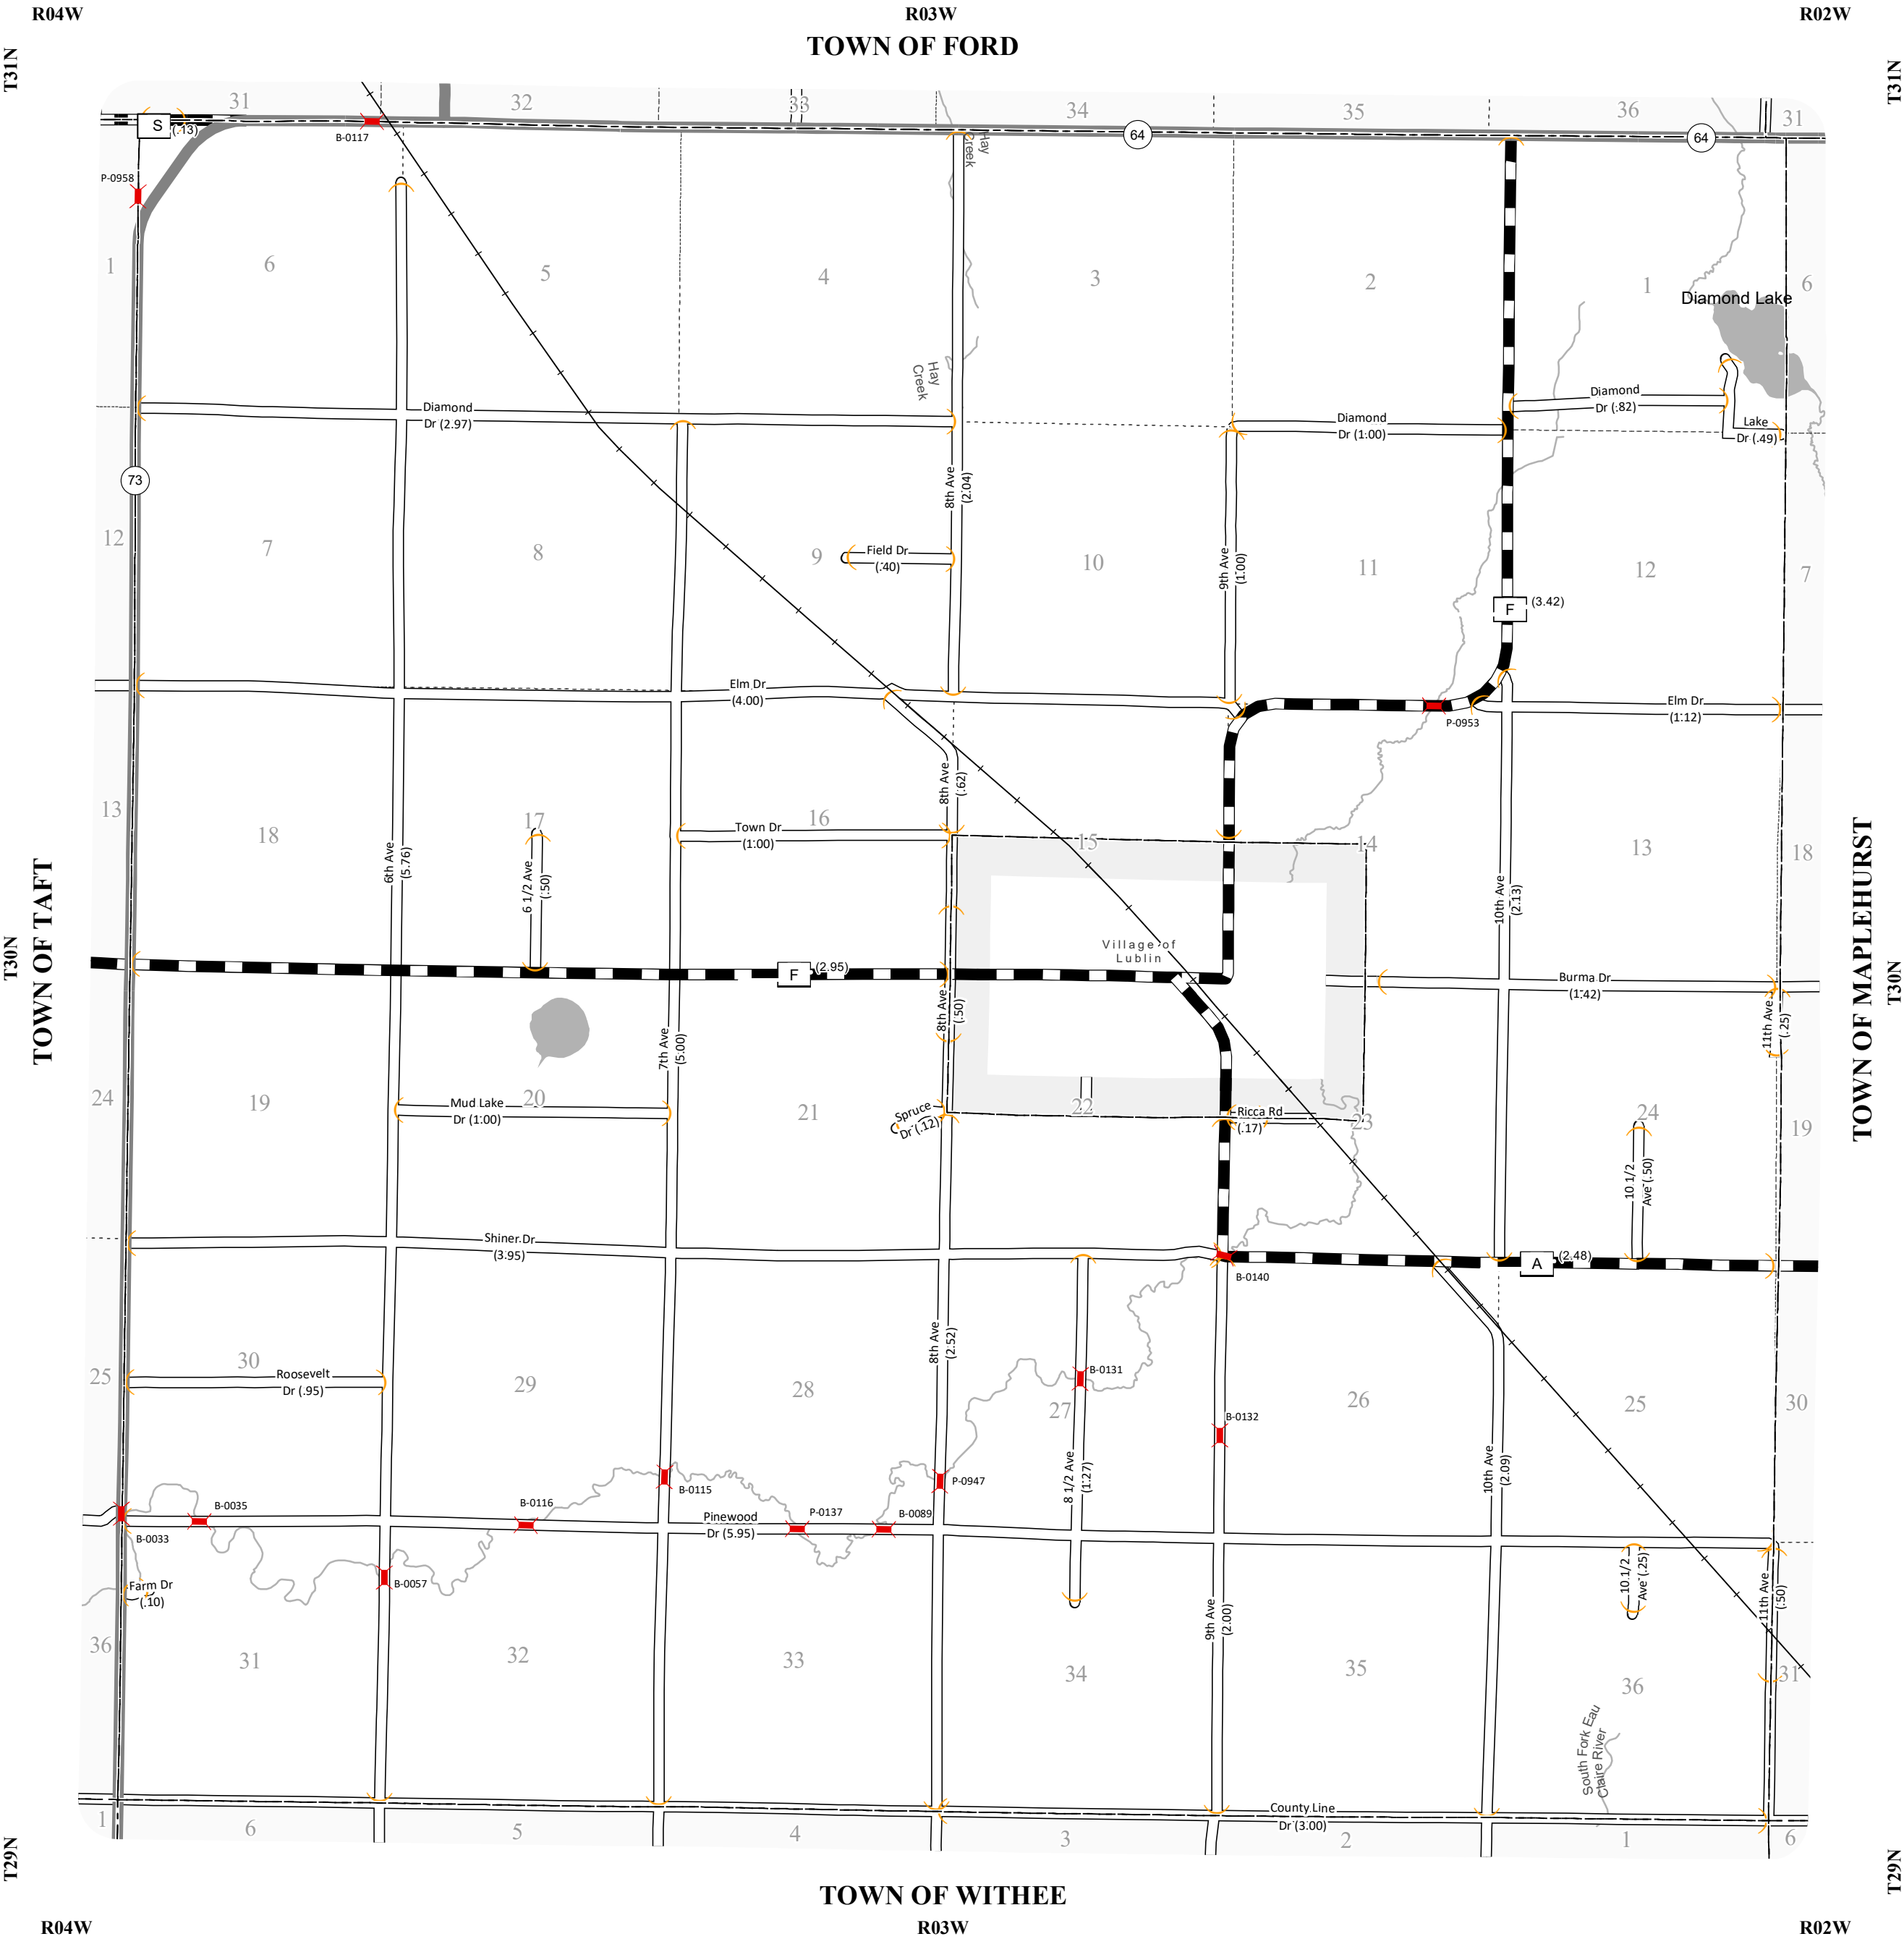 R04W
R03W
R02W
TOWN OF FORD
T31N
T31N
31
32
33
34
35
36
31
S
(.13)
B-0117
64
64
Hay
Creek
P-0958
1
6
5
4
3
2
1
6
Diamond Lake
Hay
Creek
Diamond
Dr (2.97)
Diamond
Dr (1.00)
Diamond
Dr (.82)
Lake
Dr (.49)
73
8th Ave
(2.04)
12
7
8
9
10
11
12
7
Field Dr
(.40)
9th Ave
(1.00)
F
(3.42)
Elm Dr
(4.00)
P-0953
Elm Dr
(1.12)
8th Ave
(.62)
13
18
17
16
15
14
13
18
Town Dr
(1.00)
6th Ave
(5.76)
6 1/2 Ave
(.50)
10th Ave
(2.13)
TOWN OF TAFT
TOWN OF MAPLEHURST
T30N
T30N
Village of
Lublin
F
(2.95)
Burma Dr
(1.42)
8th Ave
(.50)
7th Ave
(5.00)
11th Ave
(.25)
24
19
20
21
22
23
24
19
Mud Lake
Dr (1.00)
Spruce
Dr (.12)
Ricca Rd
(.17)
10 1/2
Ave (.50)
Shiner Dr
(3.95)
A
(2.48)
B-0140
8th Ave
(2.52)
25
30
29
28
27
26
25
30
Roosevelt
Dr (.95)
B-0131
B-0132
8 1/2 Ave
(1.27)
10th Ave
(2.09)
B-0115
P-0947
B-0035
B-0116
P-0137
B-0089
B-0033
Pinewood
Dr (5.95)
B-0057
Farm Dr
(.10)
10 1/2
Ave (.25)
11th Ave
(.50)
9th Ave
(2.00)
36
31
32
33
34
35
36
31
South Fork Eau
Claire River
County Line
Dr (3.00)
1
6
5
4
3
2
1
6
T29N
T29N
TOWN OF WITHEE
R04W
R03W
R02W